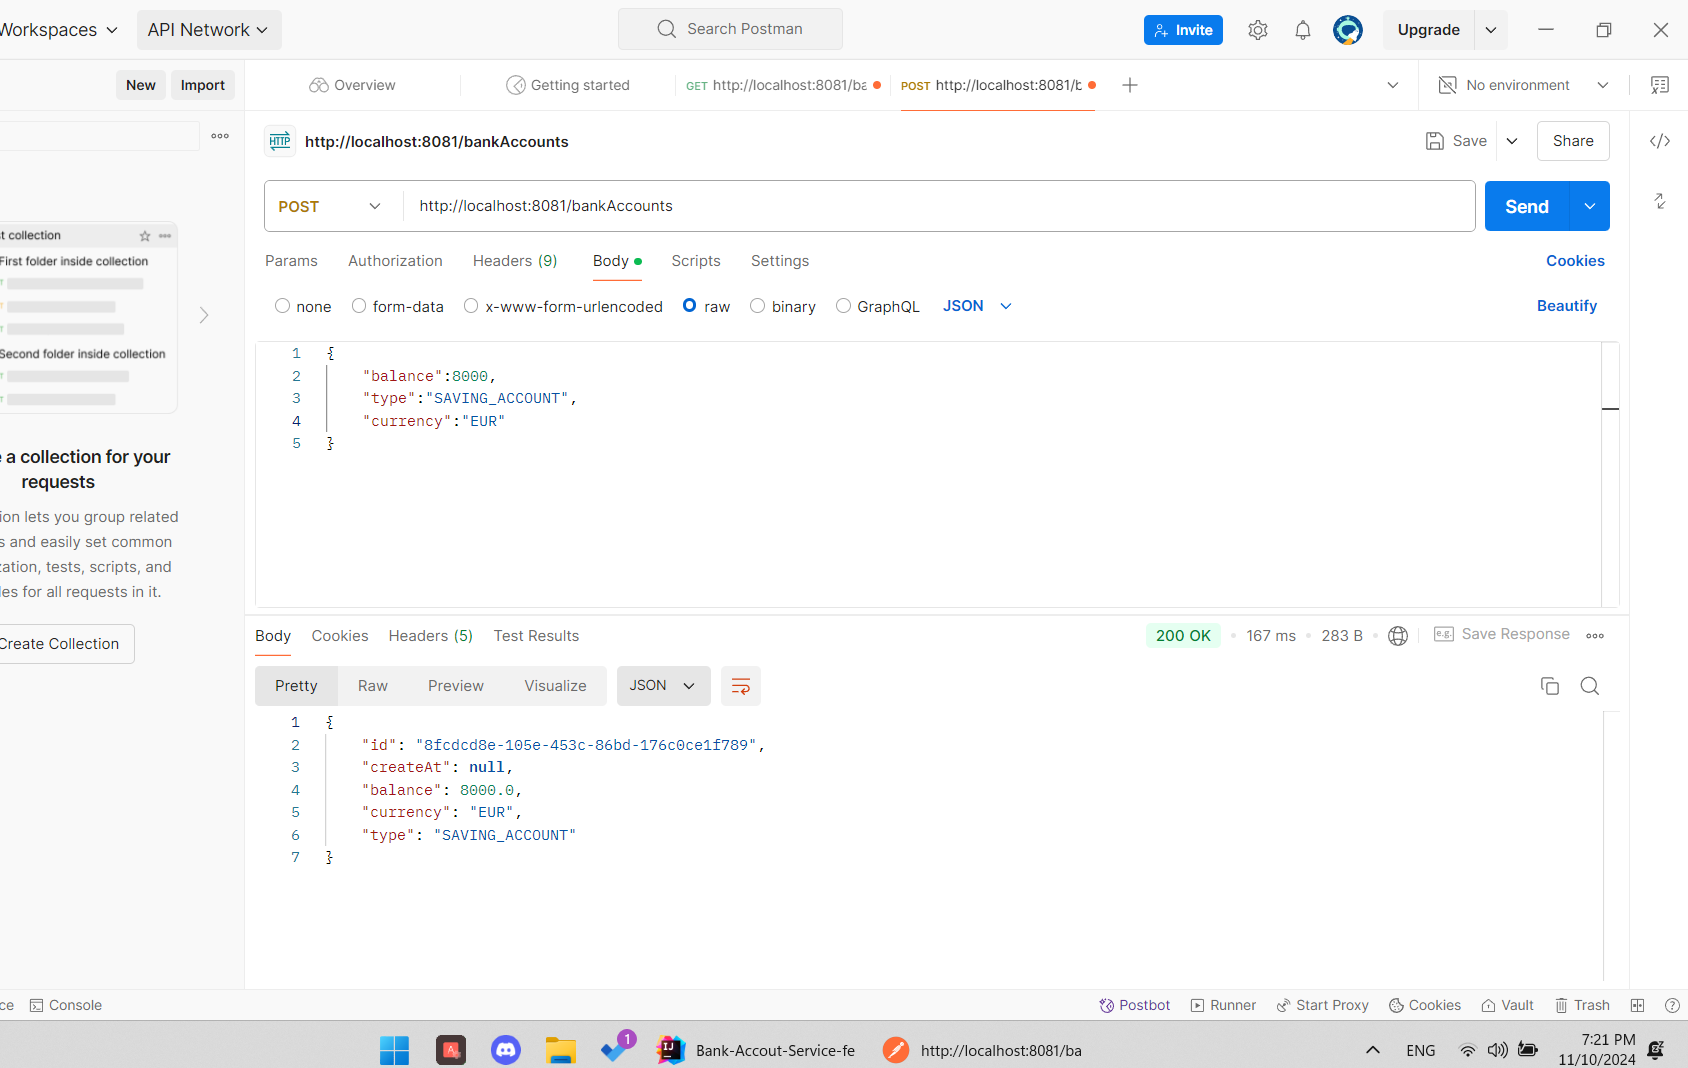 Workspaces
API Network
Search Postman
Invite
Upgrade
New
Import
Overview
Getting started
GET http://localhost:8081/ba
POST http://localhost:8081/b
No environment
HTTP
http://localhost:8081/bankAccounts
Save
Share
POST
http://localhost:8081/bankAccounts
Send
Params
Authorization
Headers (9)
Body
Scripts
Settings
Cookies
none
form-data
x-www-form-urlencoded
raw
binary
GraphQL
JSON
Beautify
1 {
2 "balance":8000,
3 "type":"SAVING_ACCOUNT",
4 "currency":"EUR"
5 }
t collection
First folder inside collection
Second folder inside collection
e a collection for your
requests
ion lets you group related
s and easily set common
zation, tests, scripts, and
les for all requests in it.
Create Collection
Body
Cookies
Headers (5)
Test Results
200 OK
167 ms
283 B
e.g.
Save Response
Pretty
Raw
Preview
Visualize
JSON
1 {
2 "id": "8fcdcd8e-105e-453c-86bd-176c0ce1f789",
3 "createAt": null,
4 "balance": 8000.0,
5 "currency": "EUR",
6 "type": "SAVING_ACCOUNT"
7 }
ce
Console
Postbot
Runner
Start Proxy
Cookies
Vault
Trash
1
IJ
Bank-Accout-Service-fe
http://localhost:8081/ba
ENG
7:21 PM
11/10/2024